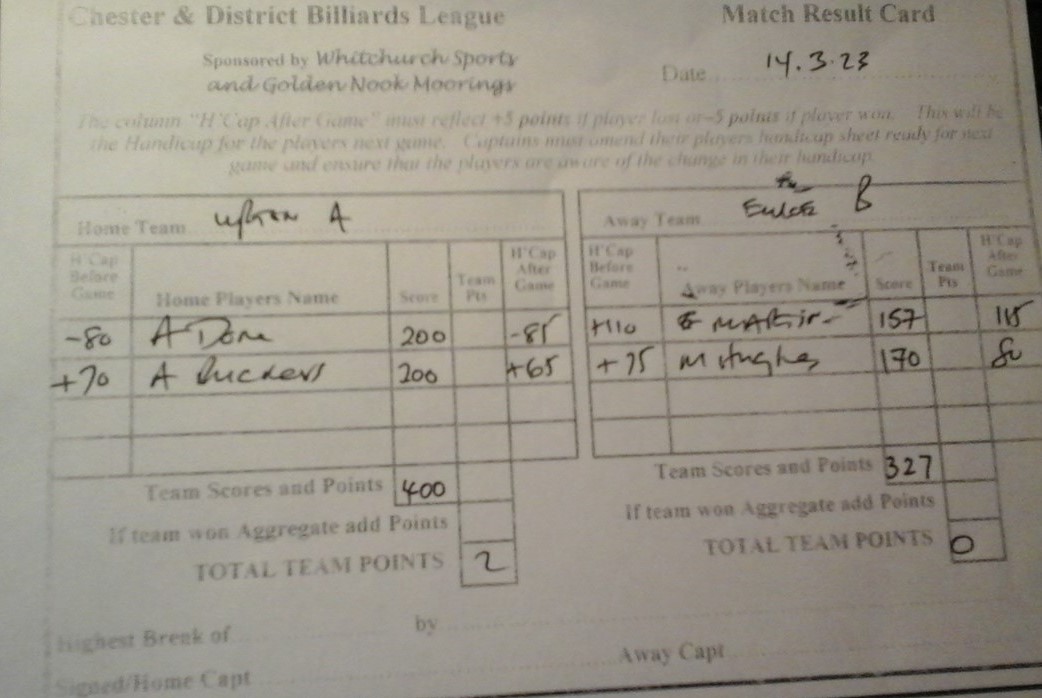 Chester & District Billiards League Match Result Card
Sponsored by Whitchurch Sports
and Golden Nook Moorings
Date 14.3.23
The column "H'Cap After Game" must reflect +5 points if player lost or -5 points if player won. This will be
the Handicap for the players next game. Captains must amend their players handicap sheet ready for next
game and ensure that the players are aware of the change in their handicap.
Home Team Upton A Away Team B
H'Cap Before Game Home Players Name Score Team Pts H'Cap After Game H'Cap Before Game Away Players Name Score Team Pts H'Cap After Game
-80 A Done 200 -85 +110 157 115
+70 A 200 +65 +75 M Hughes 170 80
Team Scores and Points 400 Team Scores and Points 327
If team won Aggregate add Points If team won Aggregate add Points
TOTAL TEAM POINTS 2 TOTAL TEAM POINTS 0
Highest Break of by
Signed/Home Capt Away Capt